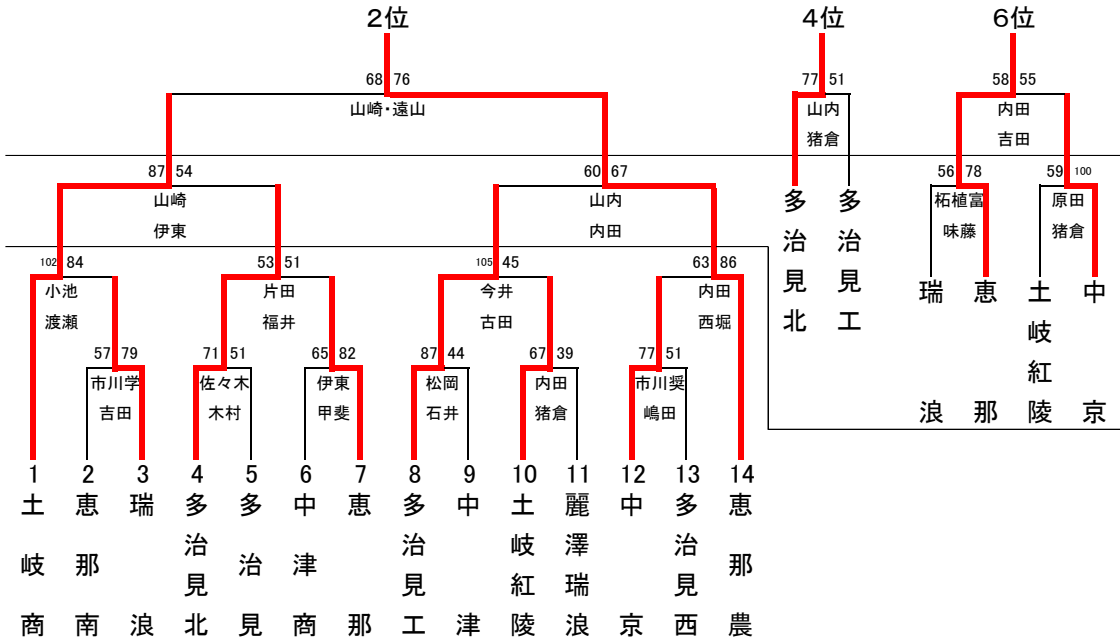 2位 4位 6位
68 76 77 51 58 55
山崎・遠山 山内 内田
猪倉 吉田
87 54 60 67 56 78 59 100
山崎 山内 柘植富 原田
伊東 内田 味藤 猪倉
多治見北 多治見工
102 84 53 51 105 45 63 86
小池 片田 今井 内田
渡瀬 福井 古田 西堀
瑞浪 恵那 土岐紅陵 中京
57 79 71 51 65 82 87 44 67 39 77 51
市川学 佐々木 伊東 松岡 内田 市川奨
吉田 木村 甲斐 石井 猪倉 嶋田
1 2 3 4 5 6 7 8 9 10 11 12 13 14
土岐商
恵那南
瑞浪
多治見北
多治見
中津商
恵那
多治見工
中津
土岐紅陵
麗澤瑞浪
中京
多治見西
恵那農